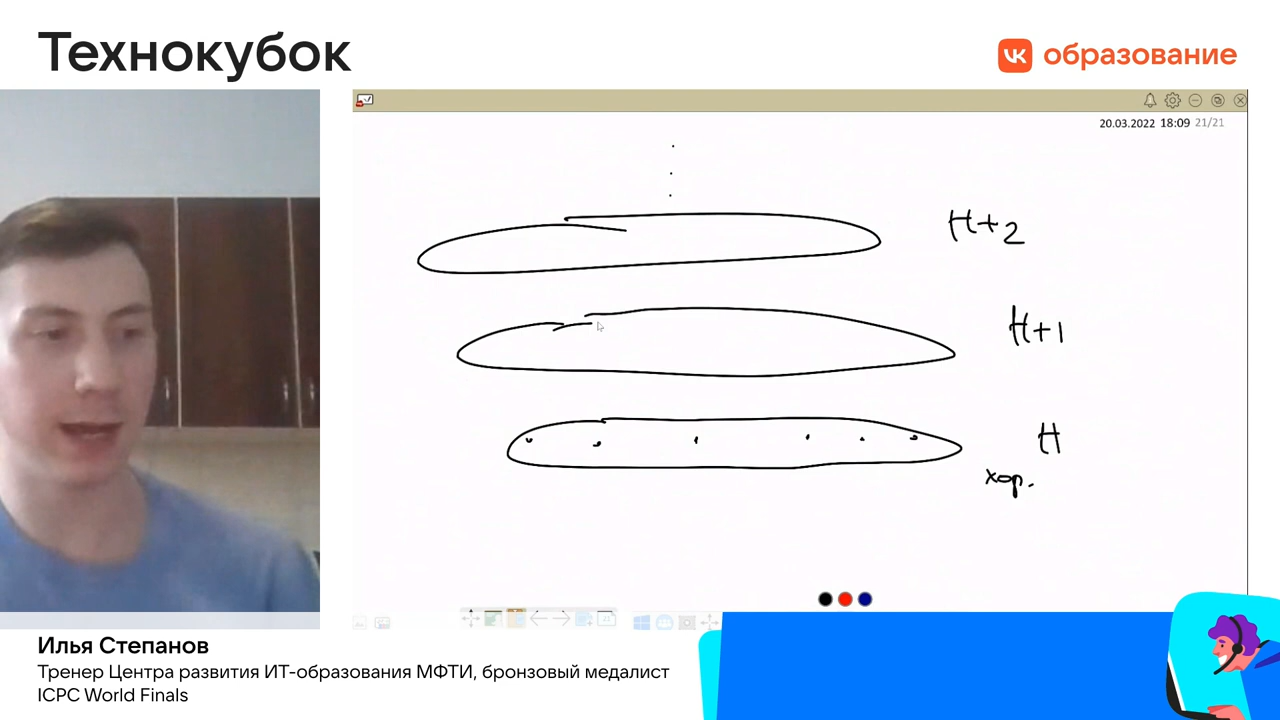 Технокубок
образование
20.03.2022 18:09 21/21
H+2
H+1
H
хор.
Илья Степанов
Тренер Центра развития ИТ-образования МФТИ, бронзовый медалист
ICPC World Finals